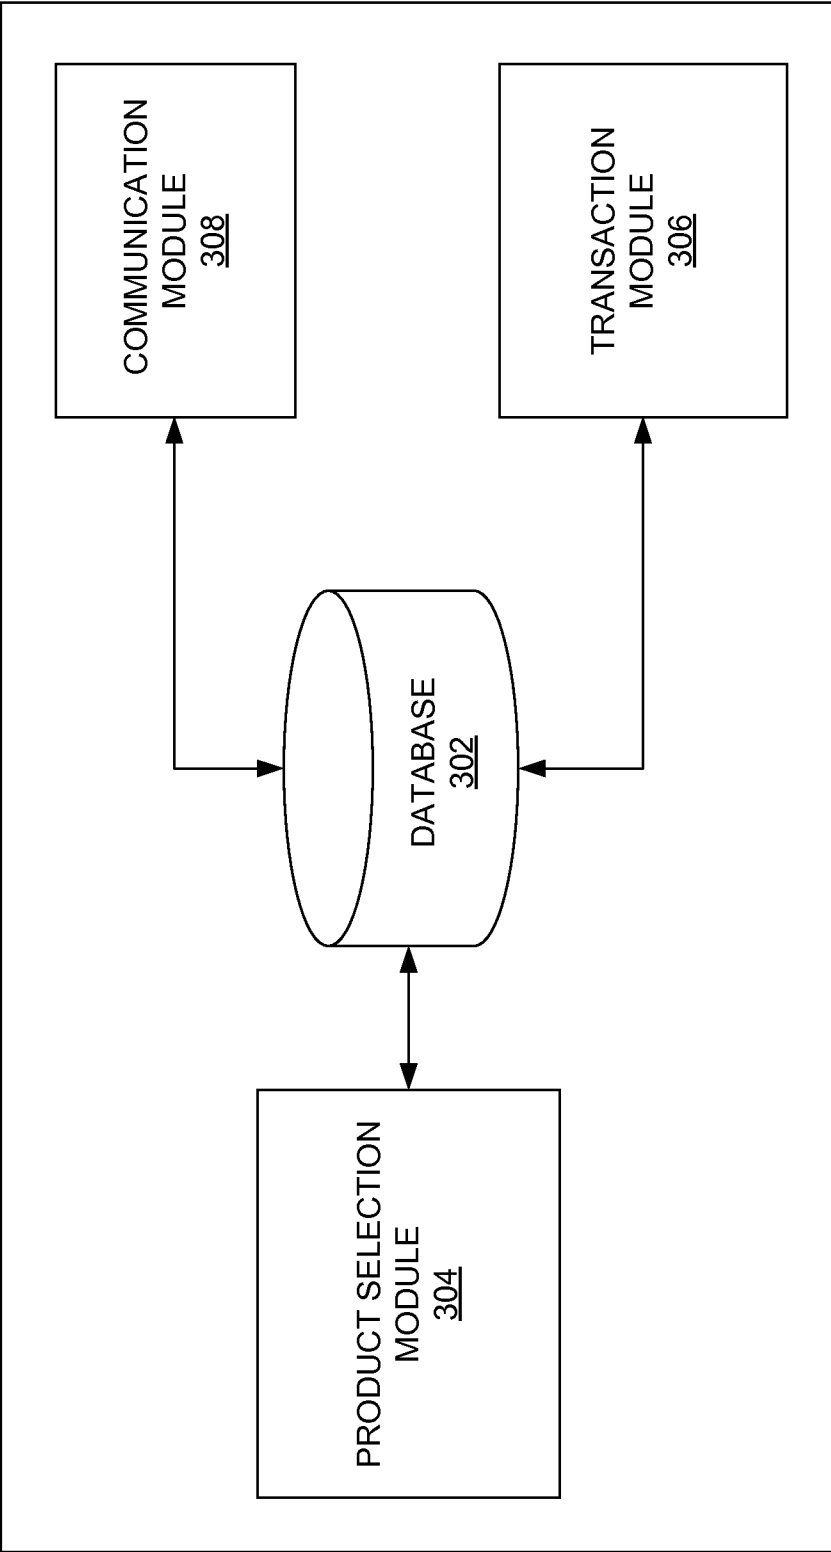 COMMUNICATION
MODULE
308
TRANSACTION
MODULE
306
DATABASE
302
PRODUCT SELECTION
MODULE
304